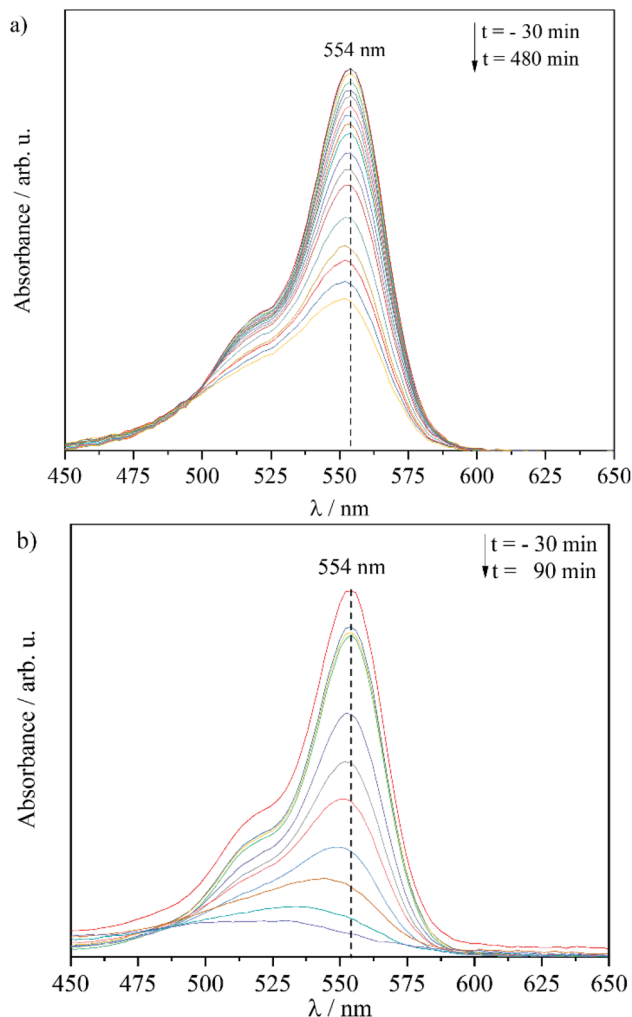 a)
554 nm
t = - 30 min
t = 480 min
Absorbance / arb. u.
450 475 500 525 550 575 600 625 650
λ / nm
b)
554 nm
t = - 30 min
t = 90 min
Absorbance / arb. u.
450 475 500 525 550 575 600 625 650
λ / nm